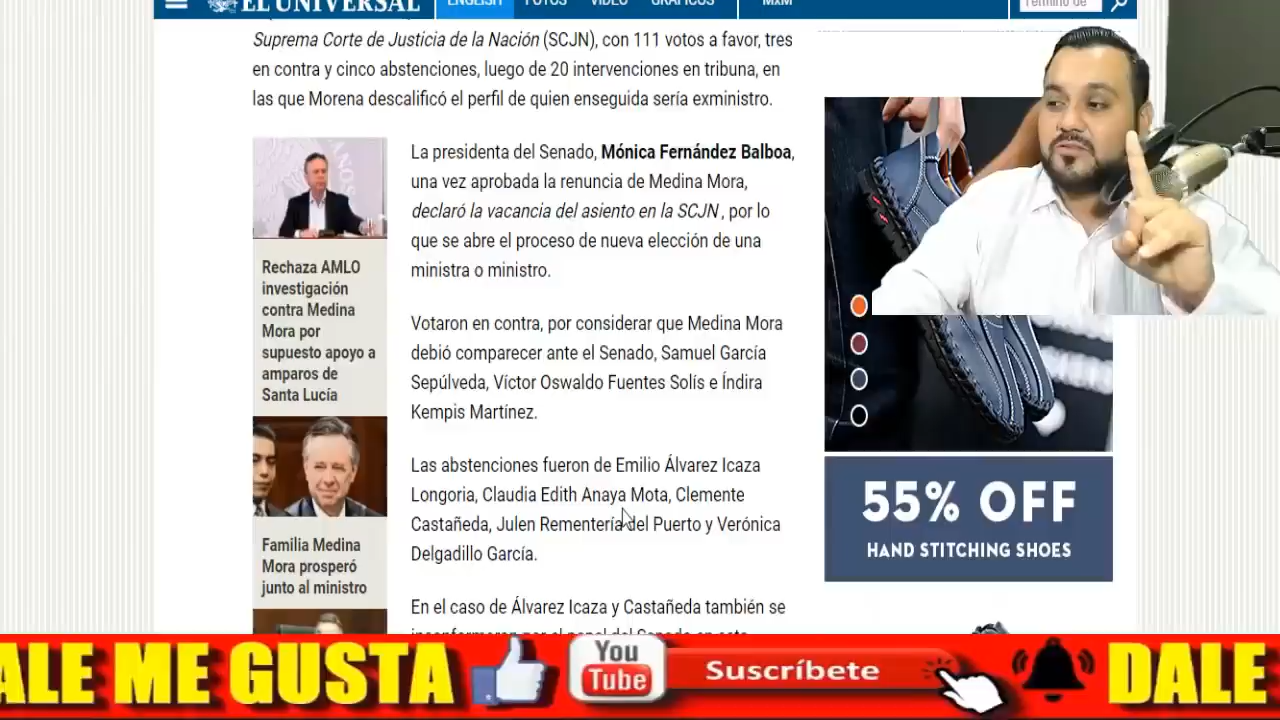 EL UNIVERSAL
ENGLISH FOTOS VIDEO GRÁFICOS MxM
Término de
Suprema Corte de Justicia de la Nación (SCJN), con 111 votos a favor, tres
en contra y cinco abstenciones, luego de 20 intervenciones en tribuna, en
las que Morena descalificó el perfil de quien enseguida sería exministro.
Rechaza AMLO
investigación
contra Medina
Mora por
supuesto apoyo a
amparos de
Santa Lucía
Familia Medina
Mora prosperó
junto al ministro
La presidenta del Senado, Mónica Fernández Balboa,
una vez aprobada la renuncia de Medina Mora,
declaró la vacancia del asiento en la SCJN , por lo
que se abre el proceso de nueva elección de una
ministra o ministro.
Votaron en contra, por considerar que Medina Mora
debió comparecer ante el Senado, Samuel García
Sepúlveda, Víctor Oswaldo Fuentes Solís e Índira
Kempis Martínez.
Las abstenciones fueron de Emilio Álvarez Icaza
Longoria, Claudia Edith Anaya Mota, Clemente
Castañeda, Julen Rementería del Puerto y Verónica
Delgadillo García.
En el caso de Álvarez Icaza y Castañeda también se
55% OFF
HAND STITCHING SHOES
ALE ME GUSTA
You
Tube
Suscríbete
DALE